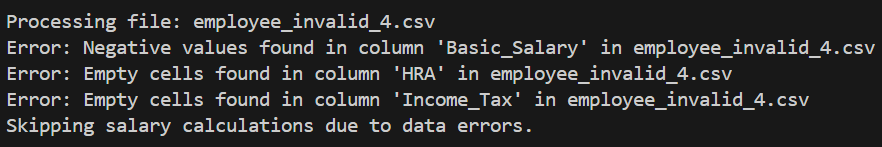 Processing file: employee_invalid_4.csv
Error: Negative values found in column 'Basic_Salary' in employee_invalid_4.csv
Error: Empty cells found in column 'HRA' in employee_invalid_4.csv
Error: Empty cells found in column 'Income_Tax' in employee_invalid_4.csv
Skipping salary calculations due to data errors.